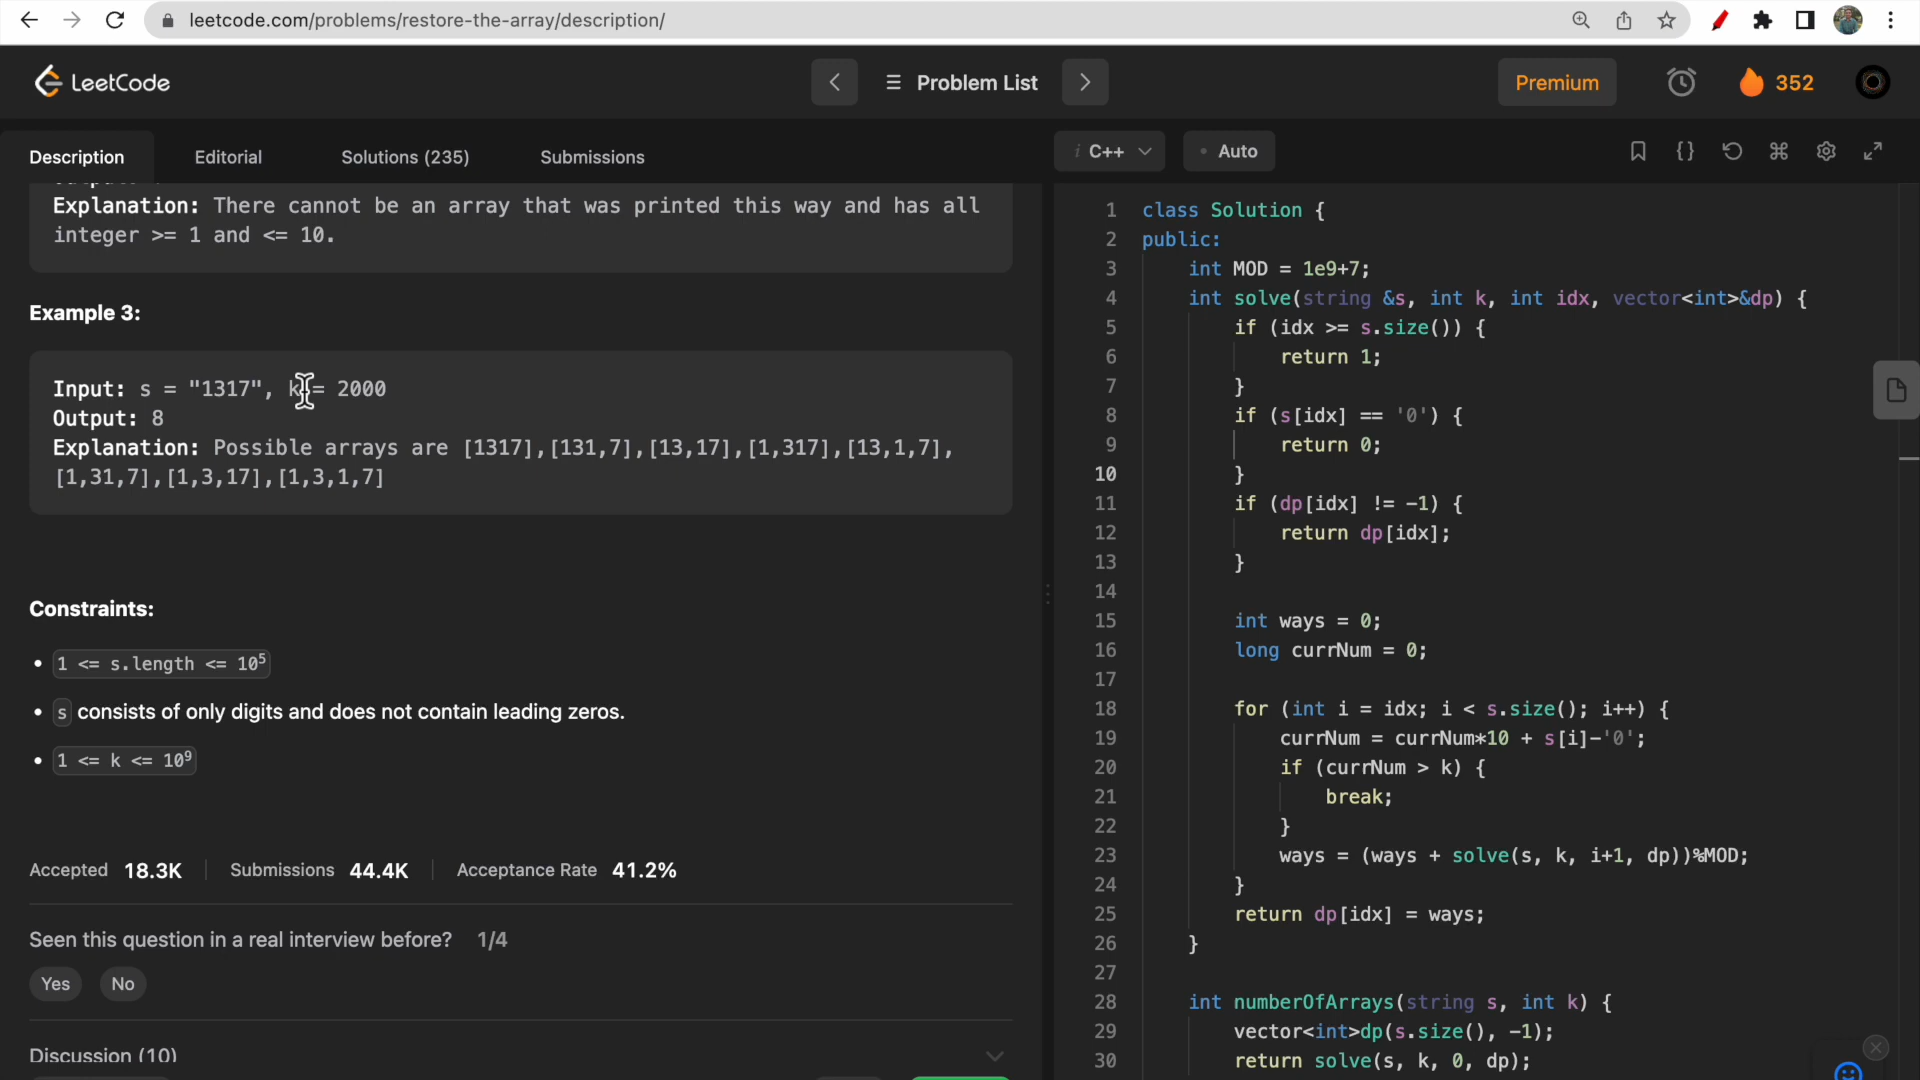 leetcode.com/problems/restore-the-array/description/
LeetCode
Problem List
Premium
352
Description
Editorial
Solutions (235)
Submissions
i C++
Auto
Explanation: There cannot be an array that was printed this way and has all
integer >= 1 and <= 10.
Example 3:
Input: s = "1317", k = 2000
Output: 8
Explanation: Possible arrays are [1317],[131,7],[13,17],[1,317],[13,1,7],
[1,31,7],[1,3,17],[1,3,1,7]
Constraints:
• 1 <= s.length <= 10⁵
• s consists of only digits and does not contain leading zeros.
• 1 <= k <= 10⁹
Accepted 18.3K
Submissions 44.4K
Acceptance Rate 41.2%
Seen this question in a real interview before? 1/4
Yes
No
Discussion (10)
1 class Solution {
2 public:
3 int MOD = 1e9+7;
4 int solve(string &s, int k, int idx, vector<int>&dp) {
5 if (idx >= s.size()) {
6 return 1;
7 }
8 if (s[idx] == '0') {
9 return 0;
10 }
11 if (dp[idx] != -1) {
12 return dp[idx];
13 }
14
15 int ways = 0;
16 long currNum = 0;
17
18 for (int i = idx; i < s.size(); i++) {
19 currNum = currNum*10 + s[i]-'0';
20 if (currNum > k) {
21 break;
22 }
23 ways = (ways + solve(s, k, i+1, dp))%MOD;
24 }
25 return dp[idx] = ways;
26 }
27
28 int numberOfArrays(string s, int k) {
29 vector<int>dp(s.size(), -1);
30 return solve(s, k, 0, dp);